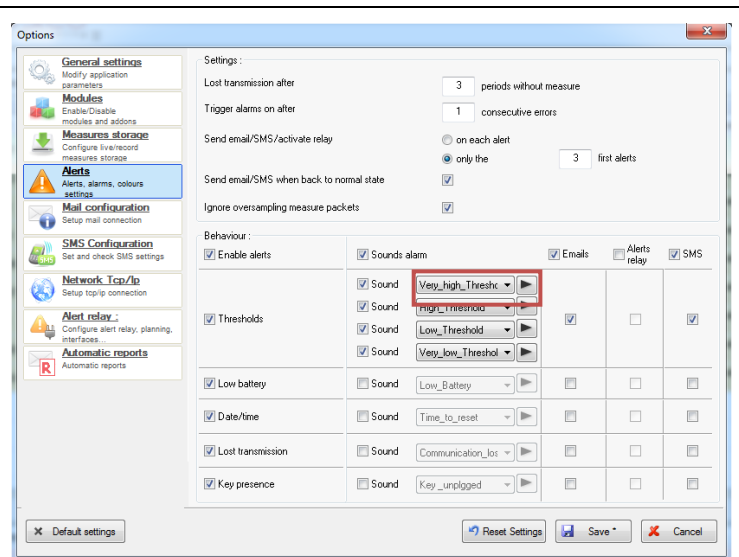 Options
General settings
Modify application
parameters
Modules
Enable/Disable
modules and addons
Measures storage
Configure live/record
measures storage
Alerts
Alerts, alarms, colours
settings
Mail configuration
Setup mail connection
SMS Configuration
Set and check SMS settings
Network Tcp/Ip
Setup tcp/ip connection
Alert relay :
Configure alert relay, planning,
interfaces...
Automatic reports
Automatic reports
Settings :
Lost transmission after 3 periods without measure
Trigger alarms on after 1 consecutive errors
Send email/SMS/activate relay on each alert
only the 3 first alerts
Send email/SMS when back to normal state
Ignore oversampling measure packets
Behaviour :
Enable alerts Sounds alarm Emails Alerts relay SMS
Thresholds
Sound Very_high_Threshc
Sound High_Threshold
Sound Low_Threshold
Sound Very_low_Threshol
Low battery Sound Low_Battery
Date/time Sound Time_to_reset
Lost transmission Sound Communication_los
Key presence Sound Key_unplgged
Default settings Reset Settings Save * Cancel